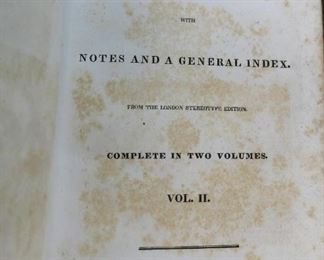 WITH
NOTES AND A GENERAL INDEX.
FROM THE LONDON STEREOTYPE EDITION.
COMPLETE IN TWO VOLUMES.
VOL. II.